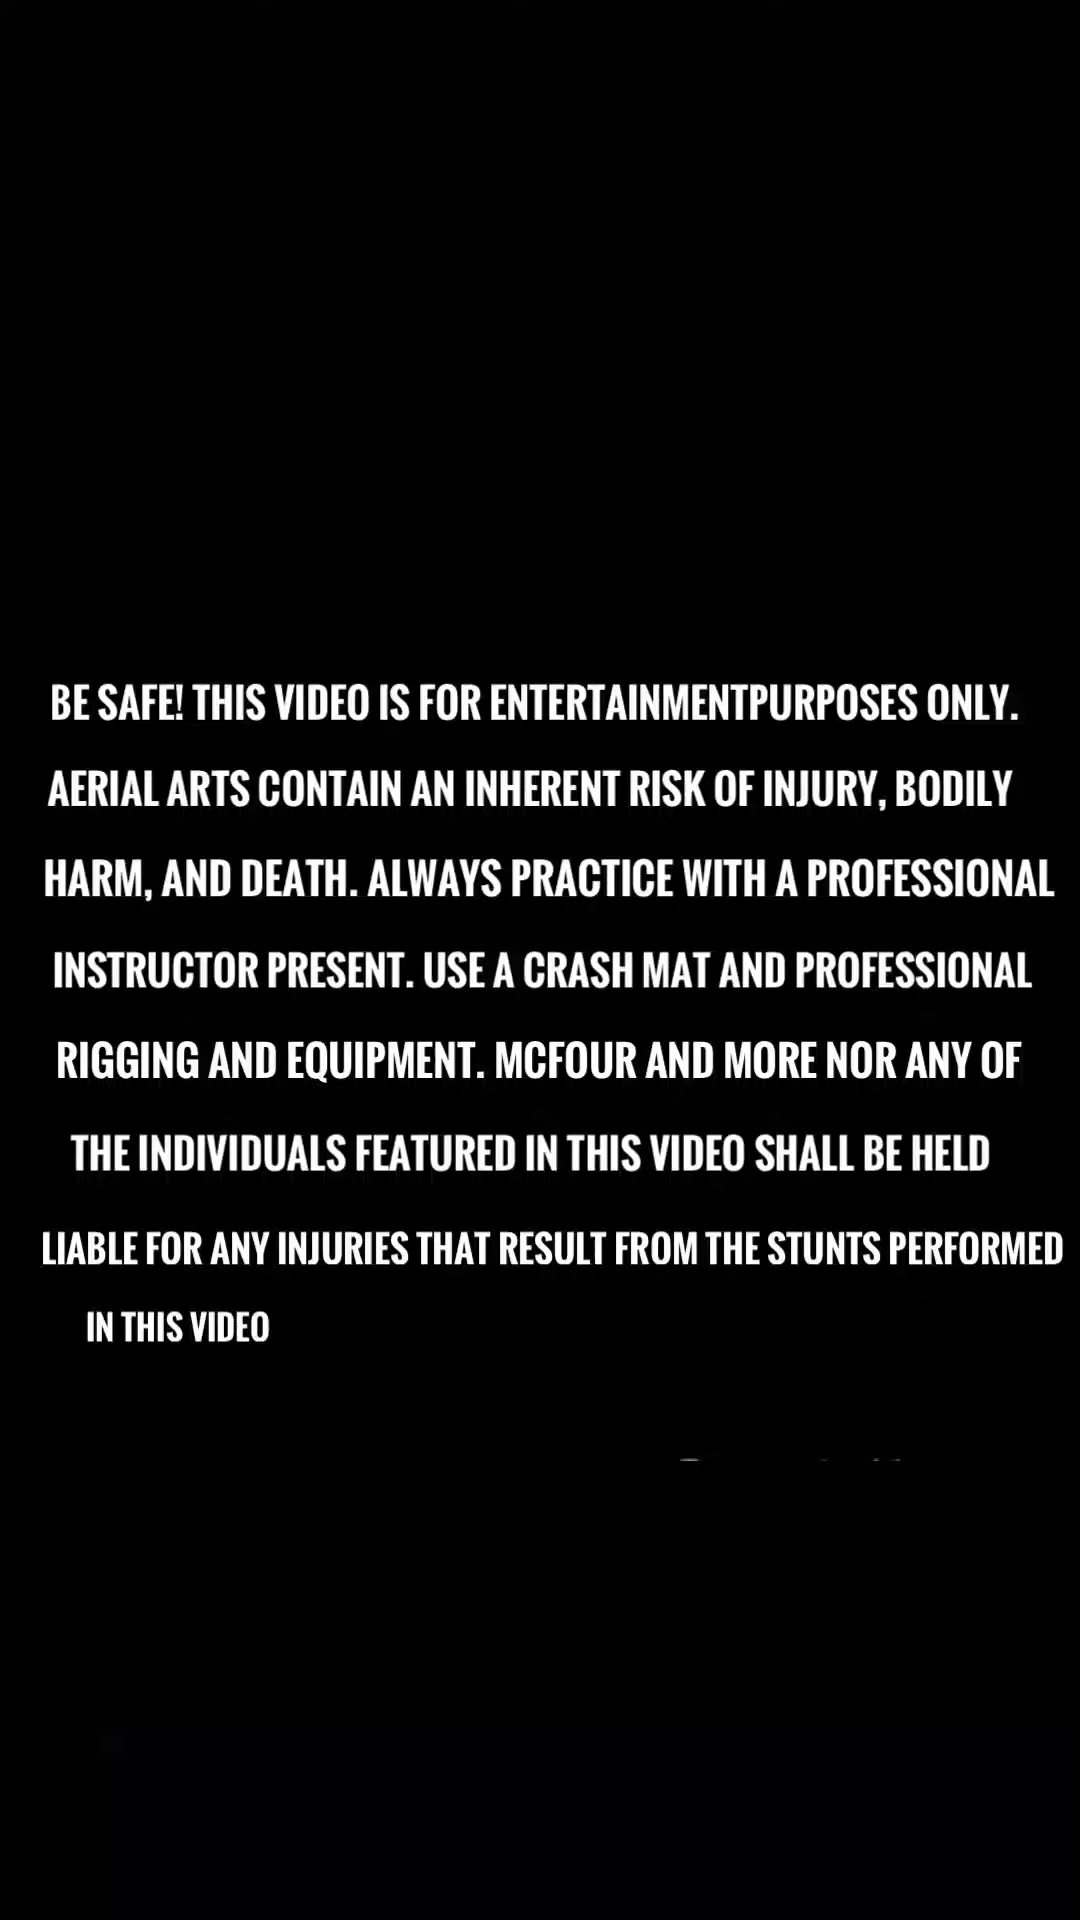 BE SAFE! THIS VIDEO IS FOR ENTERTAINMENTPURPOSES ONLY.
AERIAL ARTS CONTAIN AN INHERENT RISK OF INJURY, BODILY
HARM, AND DEATH. ALWAYS PRACTICE WITH A PROFESSIONAL
INSTRUCTOR PRESENT. USE A CRASH MAT AND PROFESSIONAL
RIGGING AND EQUIPMENT. MCFOUR AND MORE NOR ANY OF
THE INDIVIDUALS FEATURED IN THIS VIDEO SHALL BE HELD
LIABLE FOR ANY INJURIES THAT RESULT FROM THE STUNTS PERFORMED
IN THIS VIDEO